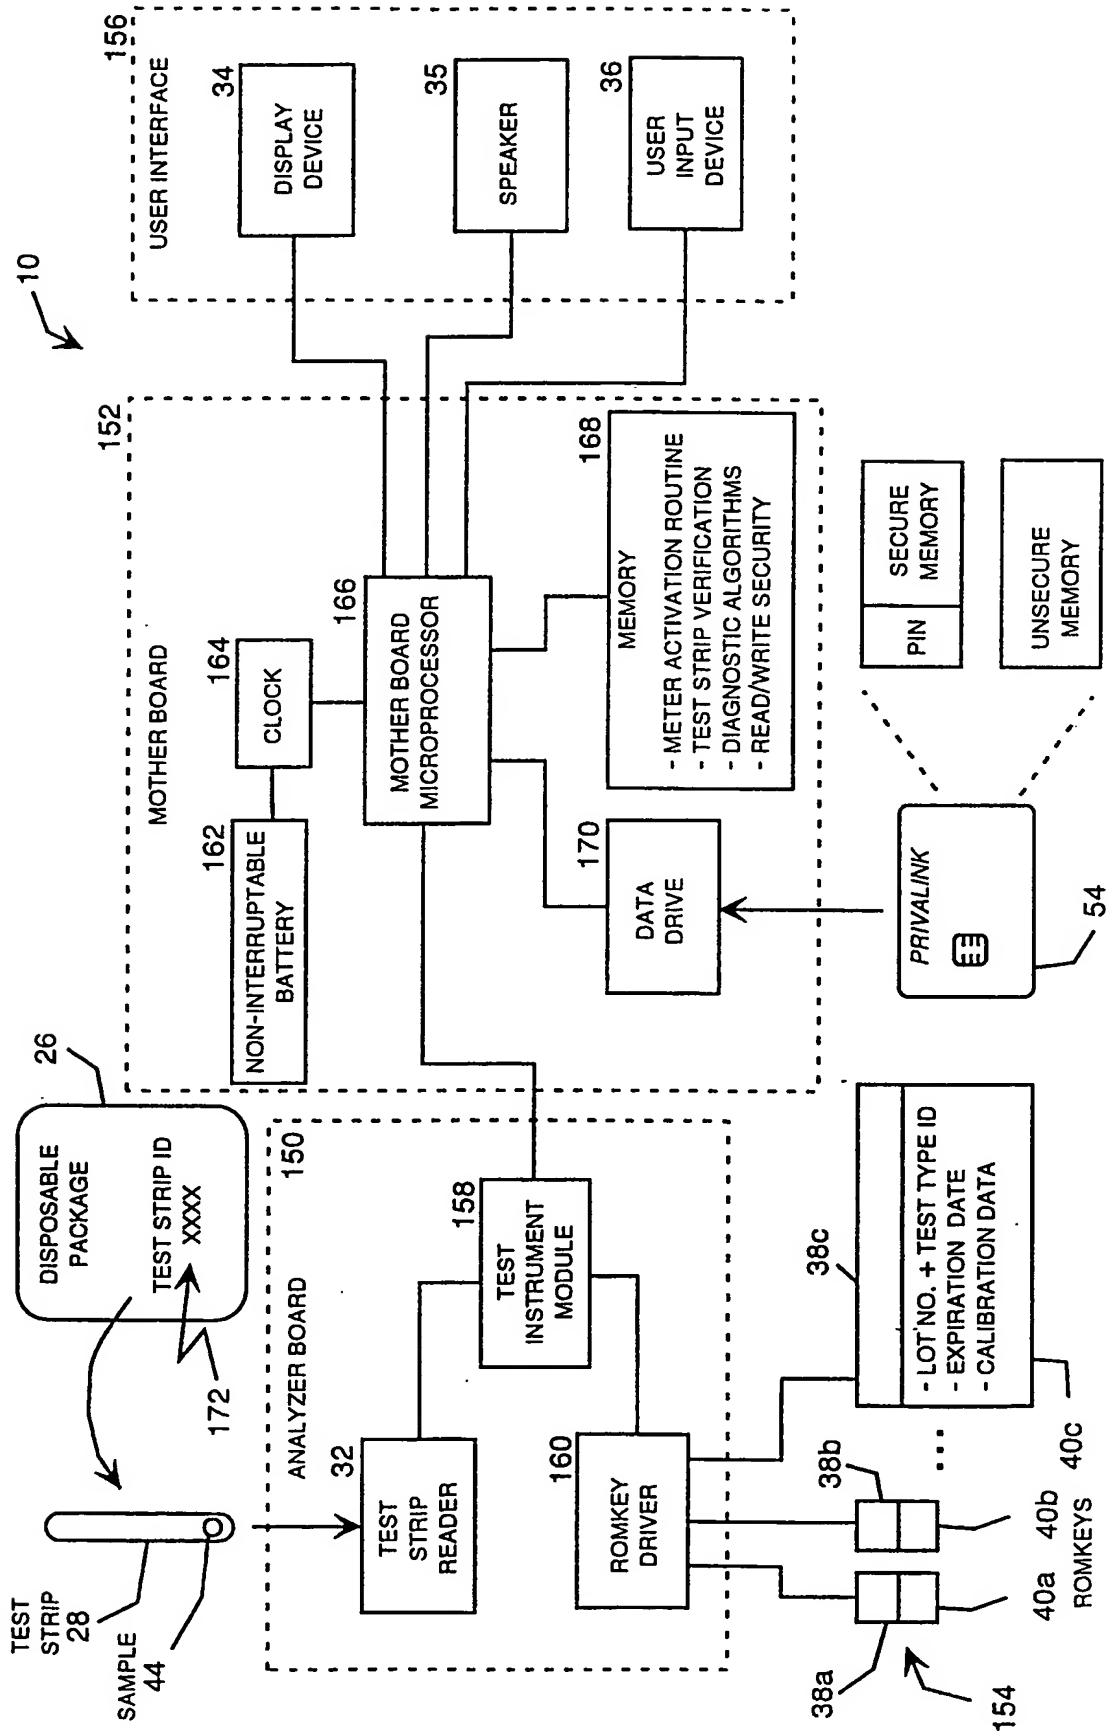 TEST
STRIP
28
SAMPLE
44
DISPOSABLE
PACKAGE
26
TEST STRIP ID
XXXX
172
10
ANALYZER BOARD
150
32
TEST
STRIP
READER
158
TEST
INSTRUMENT
MODULE
160
ROMKEY
DRIVER
38a
38b
38c
- LOT NO. + TEST TYPE ID
- EXPIRATION DATE
- CALIBRATION DATA
...
40a
40b
40c
ROMKEYS
154
MOTHER BOARD
152
162
NON-INTERRUPTABLE
BATTERY
164
CLOCK
166
MOTHER BOARD
MICROPROCESSOR
170
DATA
DRIVE
168
MEMORY
- METER ACTIVATION ROUTINE
- TEST STRIP VERIFICATION
- DIAGNOSTIC ALGORITHMS
- READ/WRITE SECURITY
PRIVALINK
54
PIN
SECURE
MEMORY
UNSECURE
MEMORY
USER INTERFACE
156
34
DISPLAY
DEVICE
35
SPEAKER
36
USER
INPUT
DEVICE